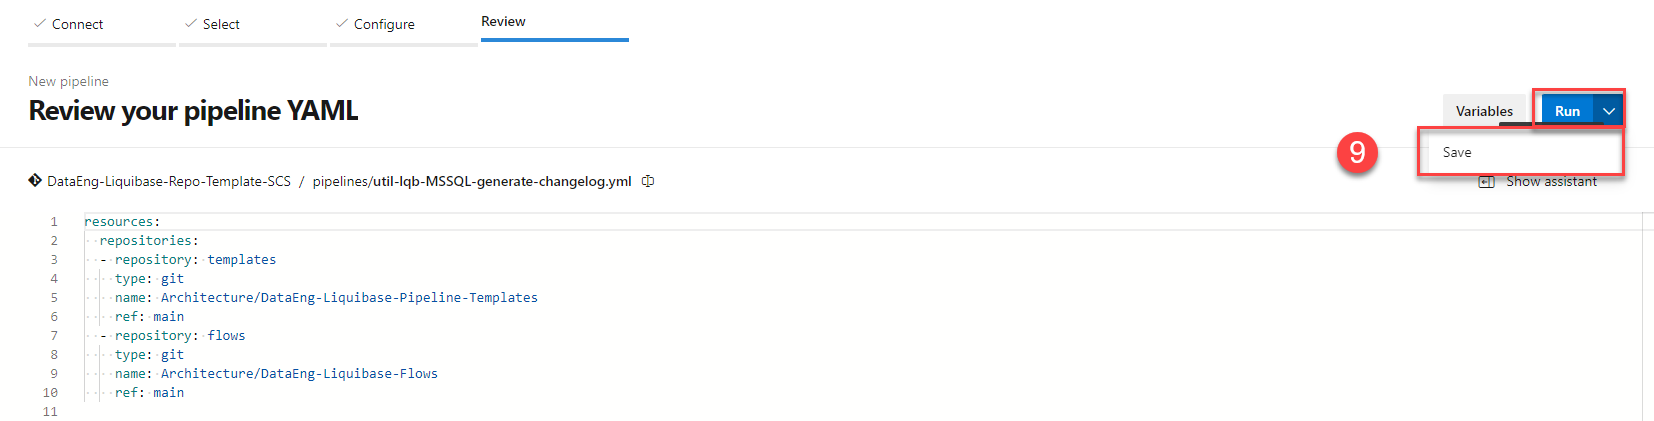 Connect Select Configure Review
New pipeline
Review your pipeline YAML
Variables Run
9 Save
DataEng-Liquibase-Repo-Template-SCS / pipelines/util-lqb-MSSQL-generate-changelog.yml
Show assistant
1 resources:
2 repositories:
3 - repository: templates
4 type: git
5 name: Architecture/DataEng-Liquibase-Pipeline-Templates
6 ref: main
7 - repository: flows
8 type: git
9 name: Architecture/DataEng-Liquibase-Flows
10 ref: main
11